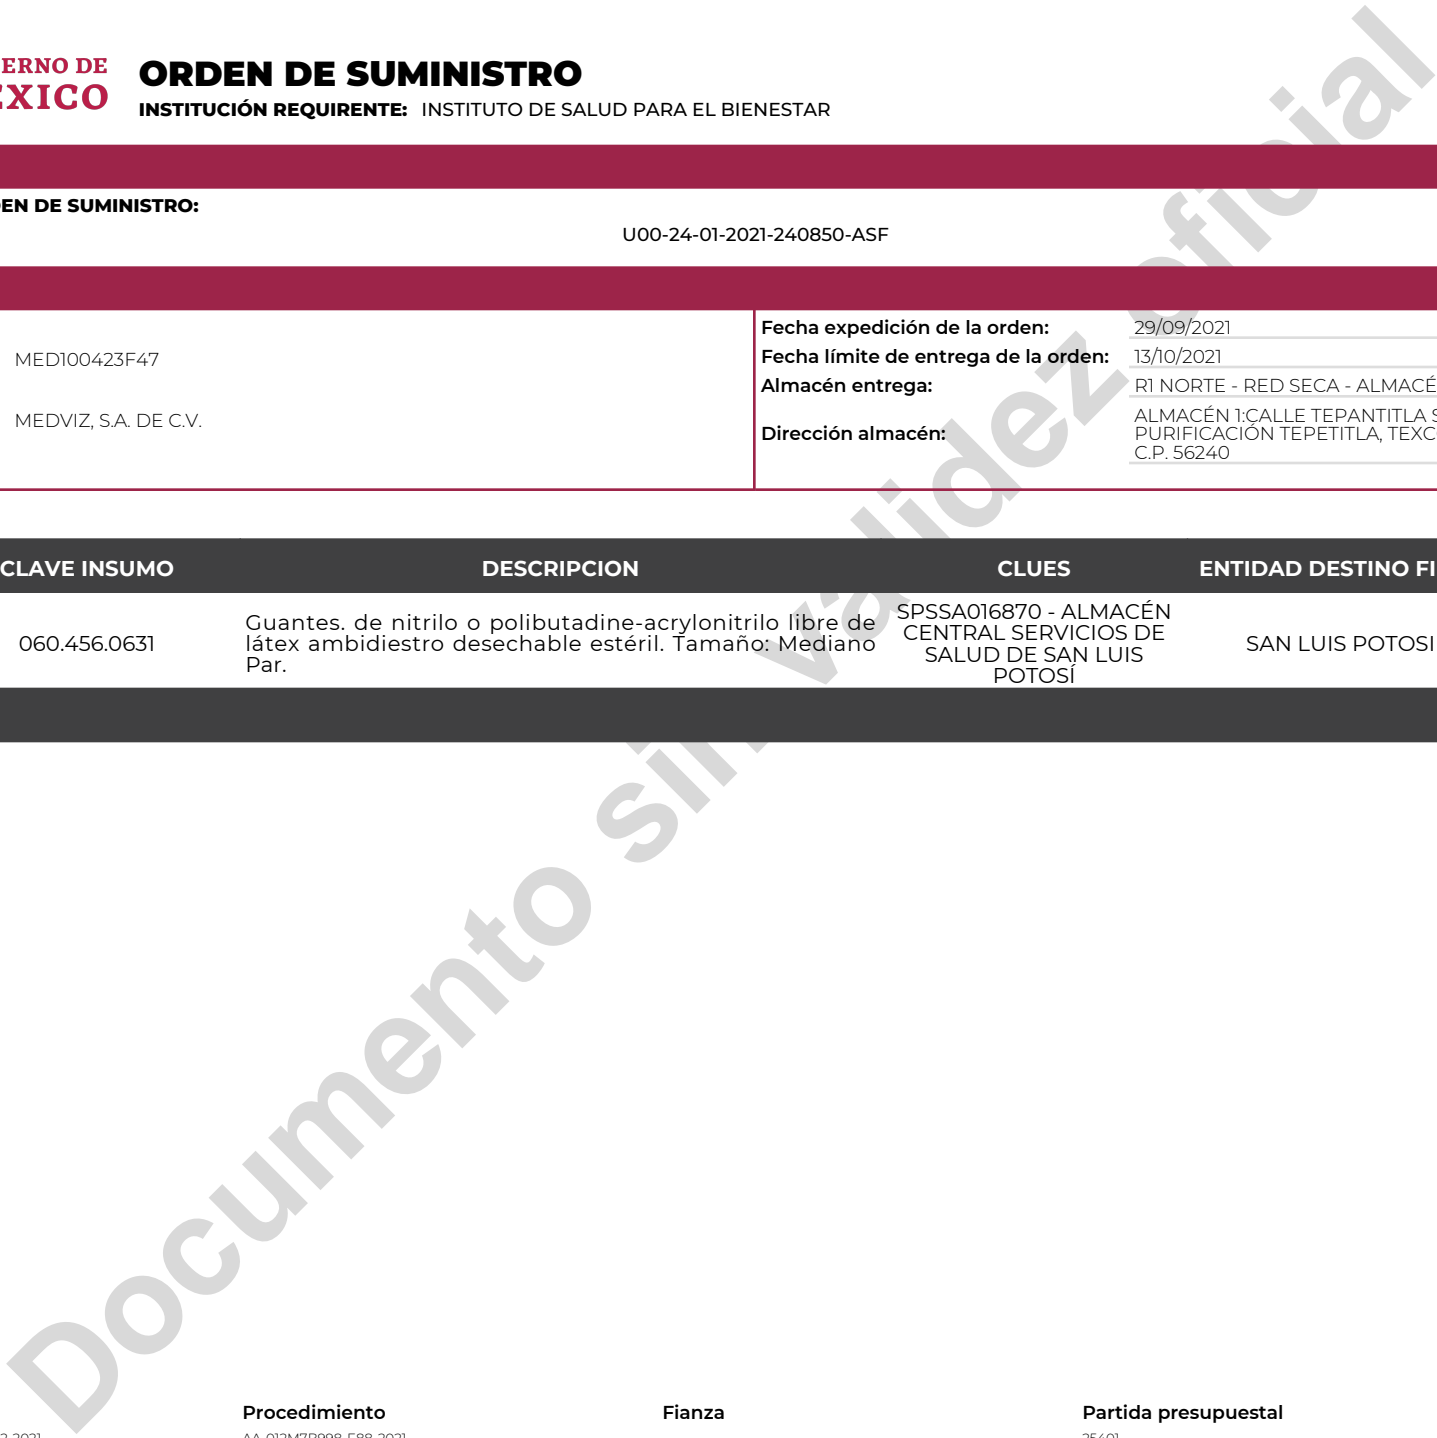 ERNO DE
EXICO
ORDEN DE SUMINISTRO
INSTITUCIÓN REQUIRENTE: INSTITUTO DE SALUD PARA EL BIENESTAR
EN DE SUMINISTRO:
U00-24-01-2021-240850-ASF
MED100423F47
MEDVIZ, S.A. DE C.V.
Fecha expedición de la orden: 29/09/2021
Fecha límite de entrega de la orden: 13/10/2021
Almacén entrega: R1 NORTE - RED SECA - ALMACÉ
Dirección almacén:
ALMACÉN 1:CALLE TEPANTITLA S
PURIFICACIÓN TEPETITLA, TEXC
C.P. 56240
CLAVE INSUMO DESCRIPCION CLUES ENTIDAD DESTINO FI
060.456.0631
Guantes. de nitrilo o polibutadine-acrylonitrilo libre de
látex ambidiestro desechable estéril. Tamaño: Mediano
Par.
SPSSA016870 - ALMACÉN
CENTRAL SERVICIOS DE
SALUD DE SAN LUIS
POTOSÍ
SAN LUIS POTOSI
Documento sin validez oficial
Procedimiento Fianza Partida presupuestal